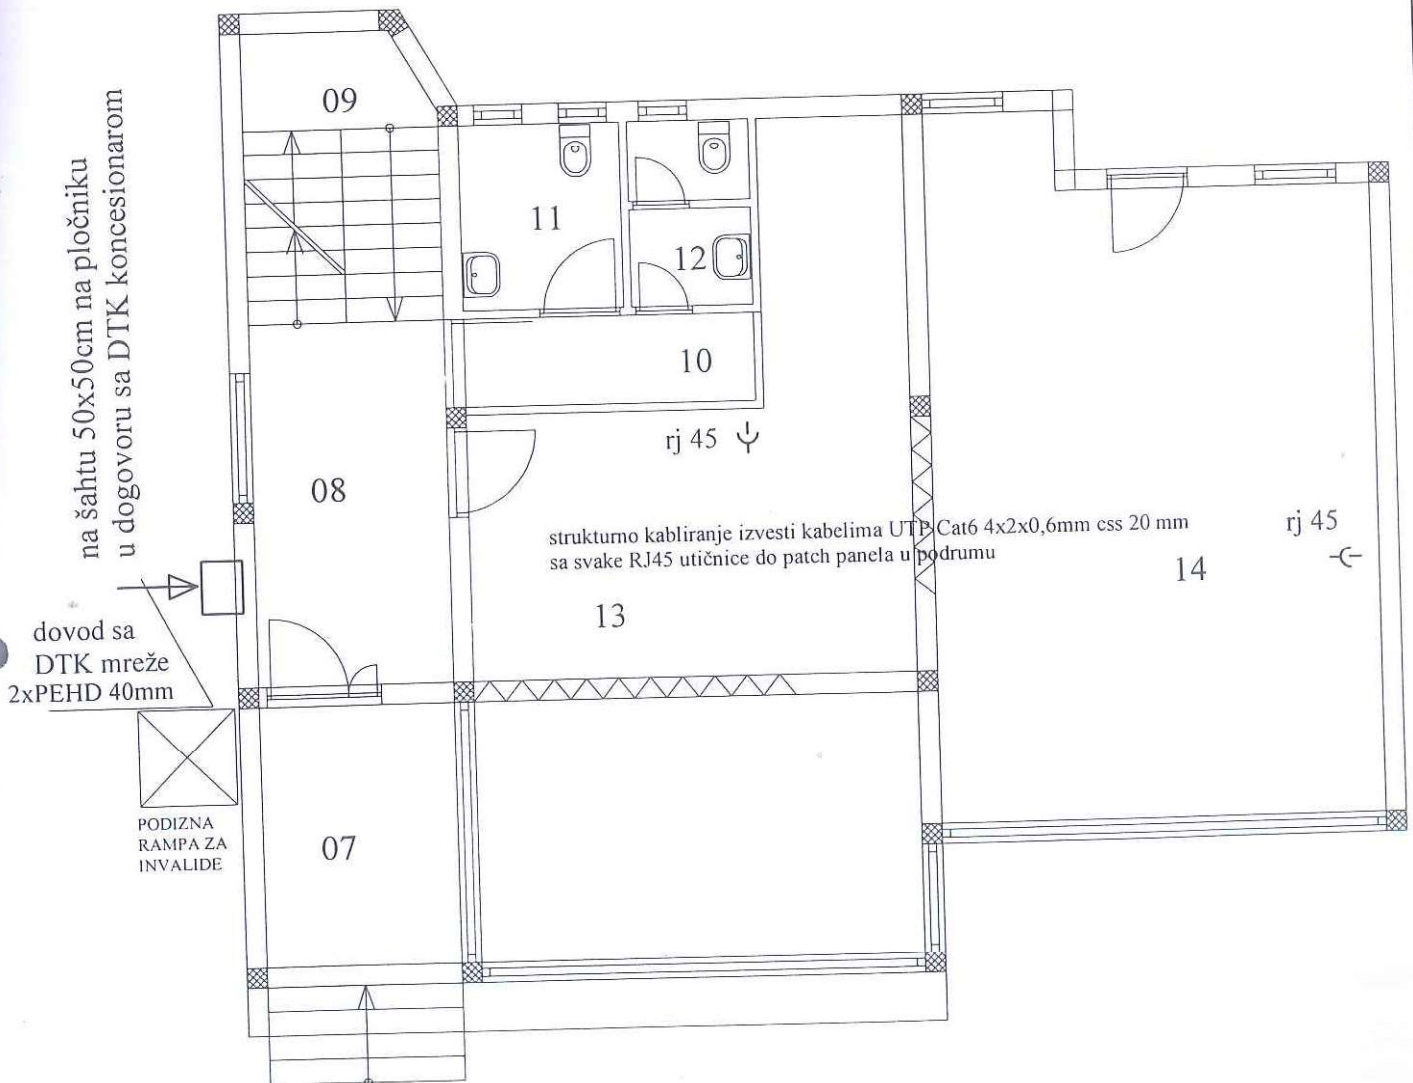 na šahtu 50x50cm na pločniku
u dogovoru sa DTK koncesionarom
09
11
12
10
rj 45
08
strukturno kabliranje izvesti kabelima UTP Cat6 4x2x0,6mm css 20 mm
sa svake RJ45 utičnice do patch panela u podrumu
rj 45
14
13
dovod sa
DTK mreže
2xPEHD 40mm
PODIZNA
RAMPA ZA
INVALIDE
07